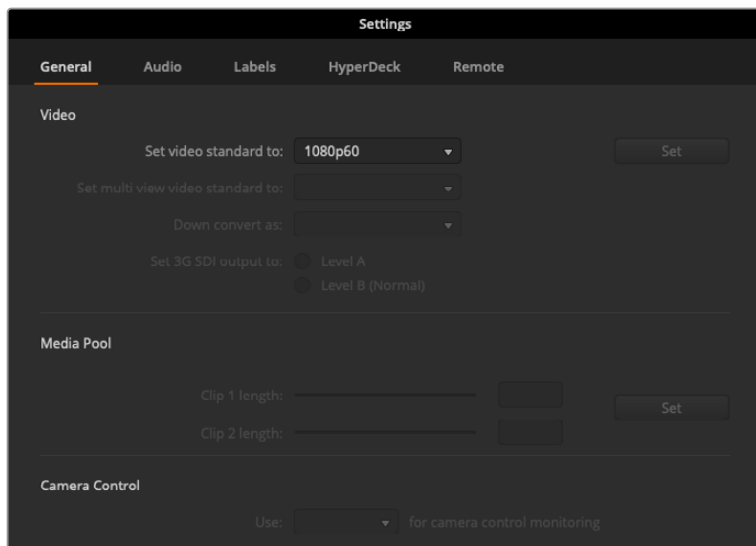 Settings
General Audio Labels HyperDeck Remote
Video
Set video standard to: 1080p60 Set
Set multi view video standard to:
Down convert as:
Set 3G SDI output to: Level A
Level B (Normal)
Media Pool
Clip 1 length:
Set
Clip 2 length:
Camera Control
Use: for camera control monitoring